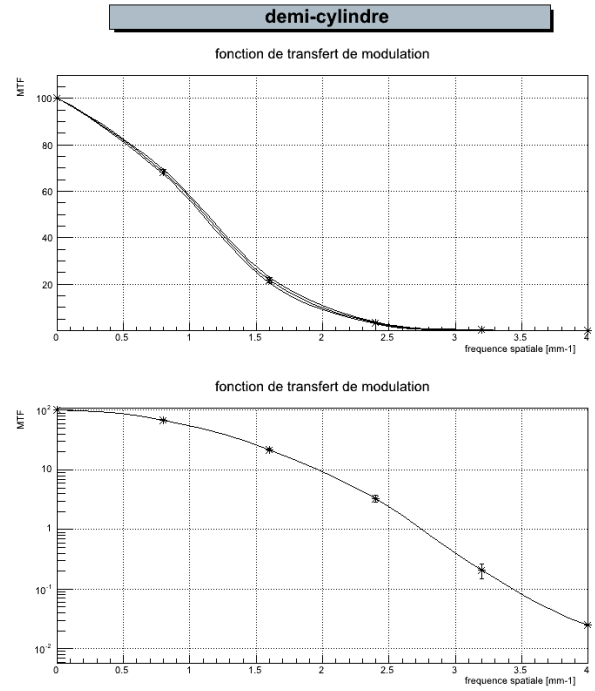 demi-cylindre
fonction de transfert de modulation
MTF
100
80
60
40
20
0 0.5 1 1.5 2 2.5 3 3.5 4
frequence spatiale [mm-1]
fonction de transfert de modulation
MTF
10²
10
1
10⁻¹
10⁻²
0 0.5 1 1.5 2 2.5 3 3.5 4
frequence spatiale [mm-1]